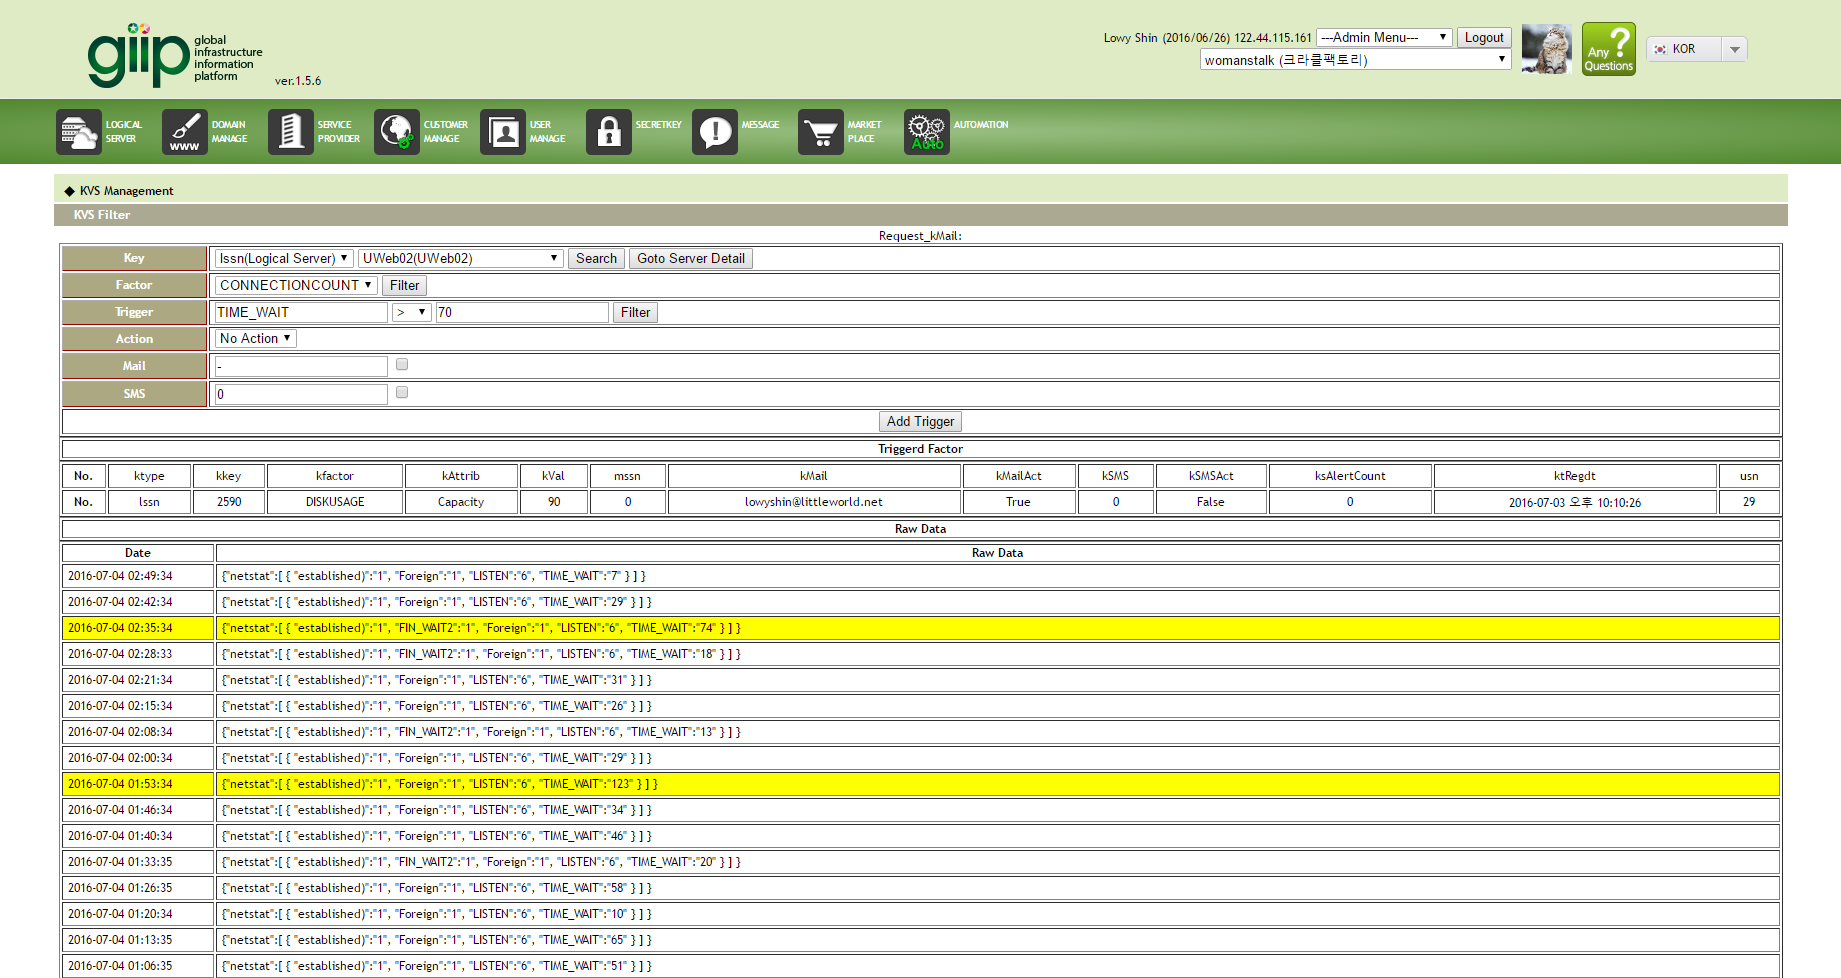 giip global infrastructure information platform ver.1.5.6
Lowy Shin (2016/06/26) 122.44.115.161 ---Admin Menu--- Logout
womanstalk (크라클팩토리)
Any ? Questions
KOR
LOGICAL SERVER
www DOMAIN MANAGE
SERVICE PROVIDER
CUSTOMER MANAGE
USER MANAGE
SECRETKEY
MESSAGE
MARKET PLACE
Auto AUTOMATION
◆ KVS Management
KVS Filter
Request_kMail:
Key lssn(Logical Server) UWeb02(UWeb02) Search Goto Server Detail
Factor CONNECTIONCOUNT Filter
Trigger TIME_WAIT > 70 Filter
Action No Action
Mail -
SMS 0
Add Trigger
Triggerd Factor
No. ktype kkey kfactor kAttrib kVal mssn kMail kMailAct kSMS kSMSAct ksAlertCount ktRegdt usn
No. lssn 2590 DISKUSAGE Capacity 90 0 lowyshin@littleworld.net True 0 False 0 2016-07-03 오후 10:10:26 29
Raw Data
Date Raw Data
2016-07-04 02:49:34 {"netstat":[ { "established)":"1", "Foreign":"1", "LISTEN":"6", "TIME_WAIT":"7" } ] }
2016-07-04 02:42:34 {"netstat":[ { "established)":"1", "Foreign":"1", "LISTEN":"6", "TIME_WAIT":"29" } ] }
2016-07-04 02:35:34 {"netstat":[ { "established)":"1", "FIN_WAIT2":"1", "Foreign":"1", "LISTEN":"6", "TIME_WAIT":"74" } ] }
2016-07-04 02:28:33 {"netstat":[ { "established)":"1", "FIN_WAIT2":"1", "Foreign":"1", "LISTEN":"6", "TIME_WAIT":"18" } ] }
2016-07-04 02:21:34 {"netstat":[ { "established)":"1", "Foreign":"1", "LISTEN":"6", "TIME_WAIT":"31" } ] }
2016-07-04 02:15:34 {"netstat":[ { "established)":"1", "Foreign":"1", "LISTEN":"6", "TIME_WAIT":"26" } ] }
2016-07-04 02:08:34 {"netstat":[ { "established)":"1", "FIN_WAIT2":"1", "Foreign":"1", "LISTEN":"6", "TIME_WAIT":"13" } ] }
2016-07-04 02:00:34 {"netstat":[ { "established)":"1", "Foreign":"1", "LISTEN":"6", "TIME_WAIT":"29" } ] }
2016-07-04 01:53:34 {"netstat":[ { "established)":"1", "Foreign":"1", "LISTEN":"6", "TIME_WAIT":"123" } ] }
2016-07-04 01:46:34 {"netstat":[ { "established)":"1", "Foreign":"1", "LISTEN":"6", "TIME_WAIT":"34" } ] }
2016-07-04 01:40:34 {"netstat":[ { "established)":"1", "Foreign":"1", "LISTEN":"6", "TIME_WAIT":"46" } ] }
2016-07-04 01:33:35 {"netstat":[ { "established)":"1", "FIN_WAIT2":"1", "Foreign":"1", "LISTEN":"6", "TIME_WAIT":"20" } ] }
2016-07-04 01:26:35 {"netstat":[ { "established)":"1", "Foreign":"1", "LISTEN":"6", "TIME_WAIT":"58" } ] }
2016-07-04 01:20:34 {"netstat":[ { "established)":"1", "Foreign":"1", "LISTEN":"6", "TIME_WAIT":"10" } ] }
2016-07-04 01:13:35 {"netstat":[ { "established)":"1", "Foreign":"1", "LISTEN":"6", "TIME_WAIT":"65" } ] }
2016-07-04 01:06:35 {"netstat":[ { "established)":"1", "Foreign":"1", "LISTEN":"6", "TIME_WAIT":"51" } ] }